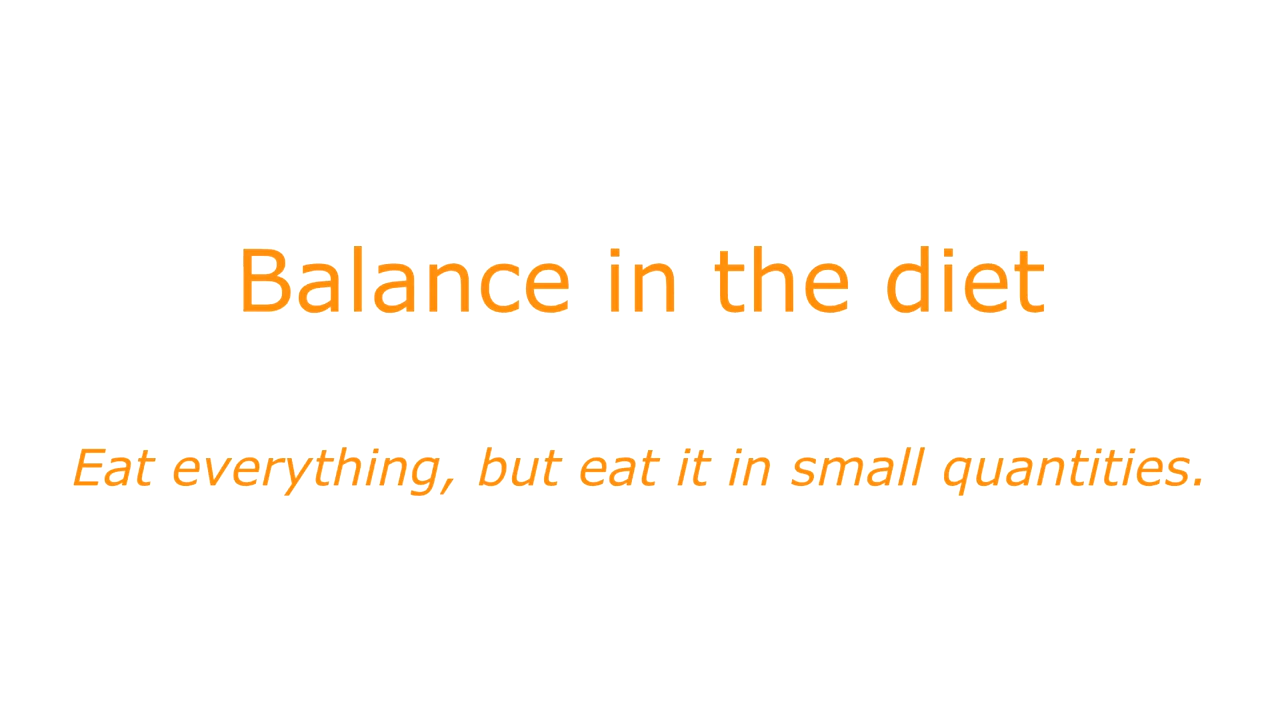 Balance in the diet
Eat everything, but eat it in small quantities.